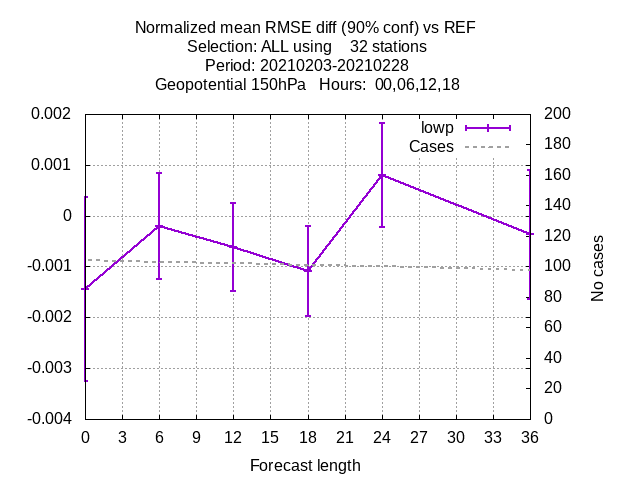 Normalized mean RMSE diff (90% conf) vs REF
Selection: ALL using 32 stations
Period: 20210203-20210228
Geopotential 150hPa Hours: 00,06,12,18
lowp
Cases
0.002
0.001
0
-0.001
-0.002
-0.003
-0.004
200
180
160
140
120
100
80
60
40
20
0
No cases
0 3 6 9 12 15 18 21 24 27 30 33 36
Forecast length